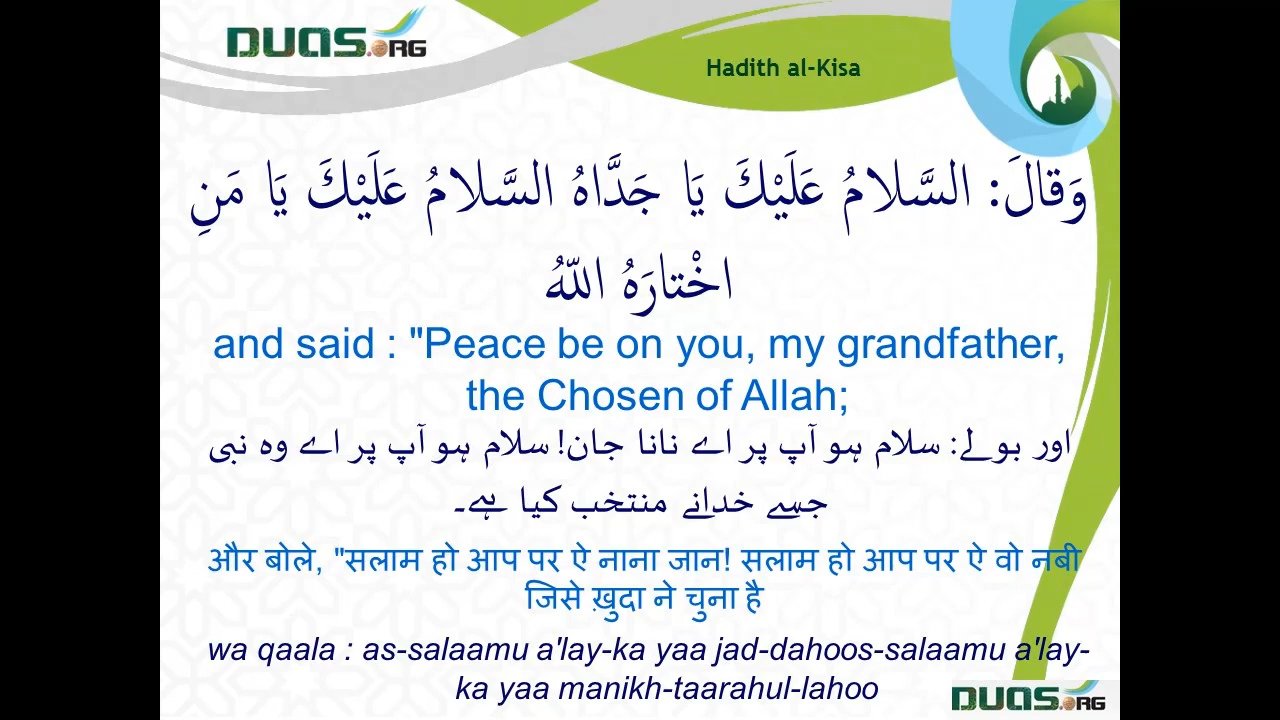 DUAS.ORG
Hadith al-Kisa
وَقالَ: السَّلامُ عَلَيْكَ يَا جَدَّاهُ السَّلامُ عَلَيْكَ يَا مَنِ
اخْتارَهُ اللّهُ
and said : "Peace be on you, my grandfather,
the Chosen of Allah;
اور بولے: سلام ہو آپ پر اے نانا جان! سلام ہو آپ پر اے وہ نبی
جسے خدانے منتخب کیا ہے۔
और बोले, "सलाम हो आप पर ऐ नाना जान! सलाम हो आप पर ऐ वो नबी
जिसे ख़ुदा ने चुना है
wa qaala : as-salaamu a'lay-ka yaa jad-dahoos-salaamu a'lay-
ka yaa manikh-taarahul-lahoo
DUAS.ORG